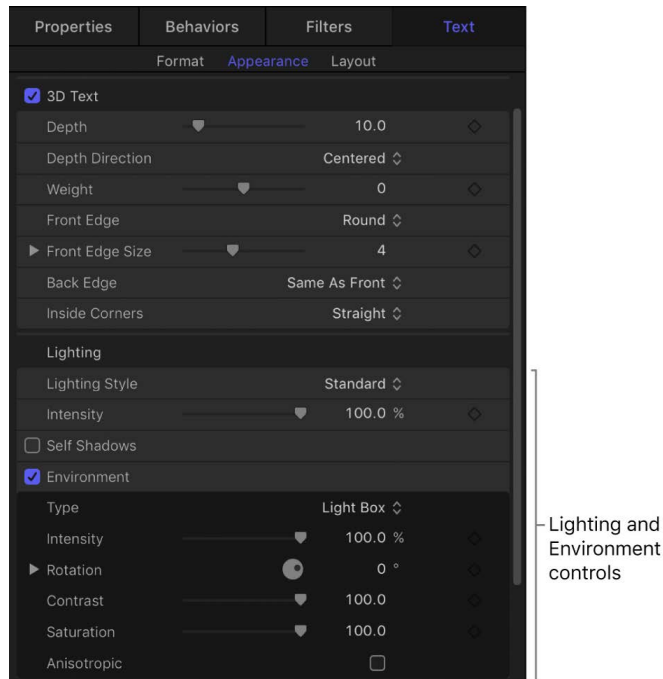 Properties Behaviors Filters Text
Format Appearance Layout
3D Text
Depth 10.0
Depth Direction Centered
Weight 0
Front Edge Round
Front Edge Size 4
Back Edge Same As Front
Inside Corners Straight
Lighting
Lighting Style Standard
Intensity 100.0 %
Self Shadows
Environment
Type Light Box
Intensity 100.0 %
Rotation 0 °
Contrast 100.0
Saturation 100.0
Anisotropic
Lighting and
Environment
controls